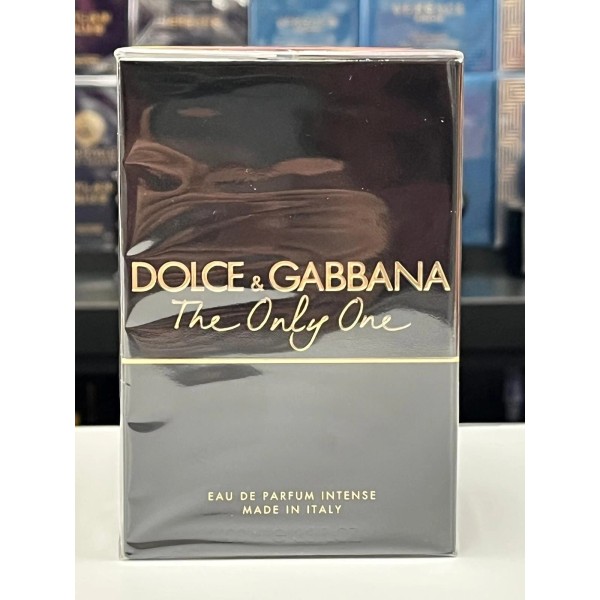 DOLCE & GABBANA
The Only One
EAU DE PARFUM INTENSE
MADE IN ITALY